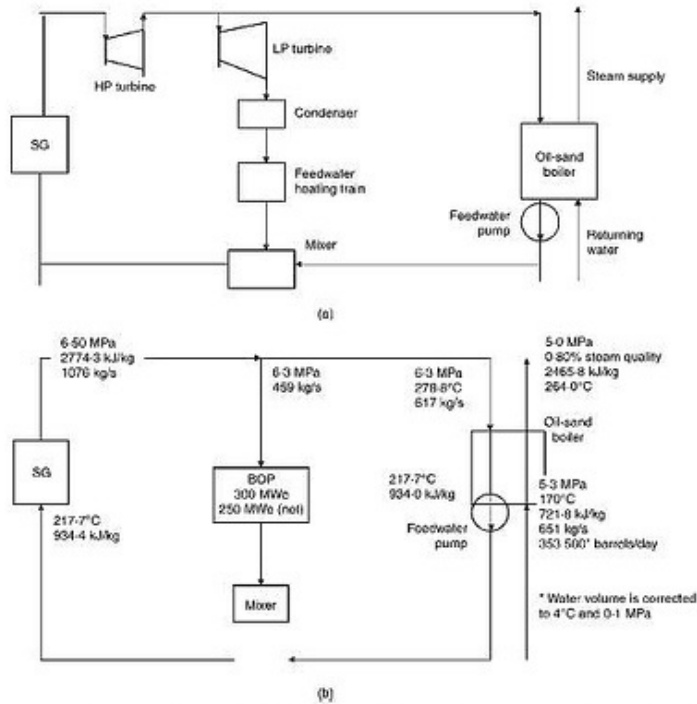 LP turbine
Steam supply
HP turbine
Condenser
SG
Oil-sand
boiler
Feedwater
heating train
Feedwater
pump
Returning
water
Mixer
(a)
6·50 MPa
2774·3 kJ/kg
1076 kg/s
6·3 MPa
459 kg/s
6·3 MPa
278·8°C
617 kg/s
5·0 MPa
0·80% steam quality
2465·8 kJ/kg
264·0°C
Oil-sand
boiler
SG
BOP
300 MWe
250 MWe (net)
217·7°C
934·0 kJ/kg
Feedwater
pump
5·3 MPa
170°C
721·8 kJ/kg
651 kg/s
353 500* barrels/day
217·7°C
934·4 kJ/kg
Mixer
* Water volume is corrected
to 4°C and 0·1 MPa
(b)